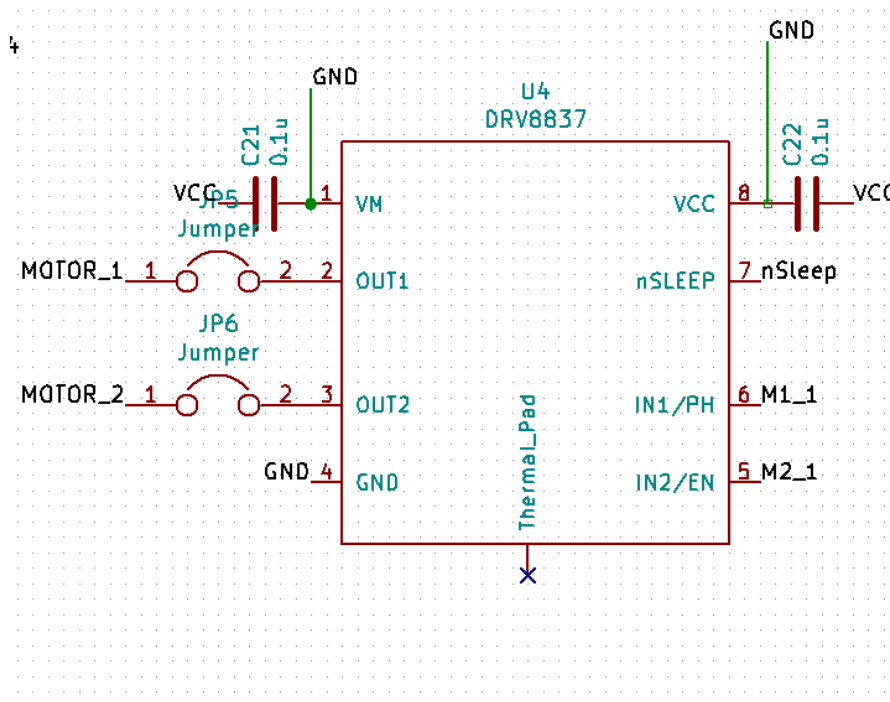 4
GND
GND
U4
DRV8837
C21
0.1u
C22
0.1u
VCC
1
VM
VCC
8
VCC
JP5
Jumper
MOTOR_1
1
2
2
OUT1
nSLEEP
7
nSleep
JP6
Jumper
MOTOR_2
1
2
3
OUT2
IN1/PH
6
M1_1
GND
4
GND
Thermal_Pad
IN2/EN
5
M2_1